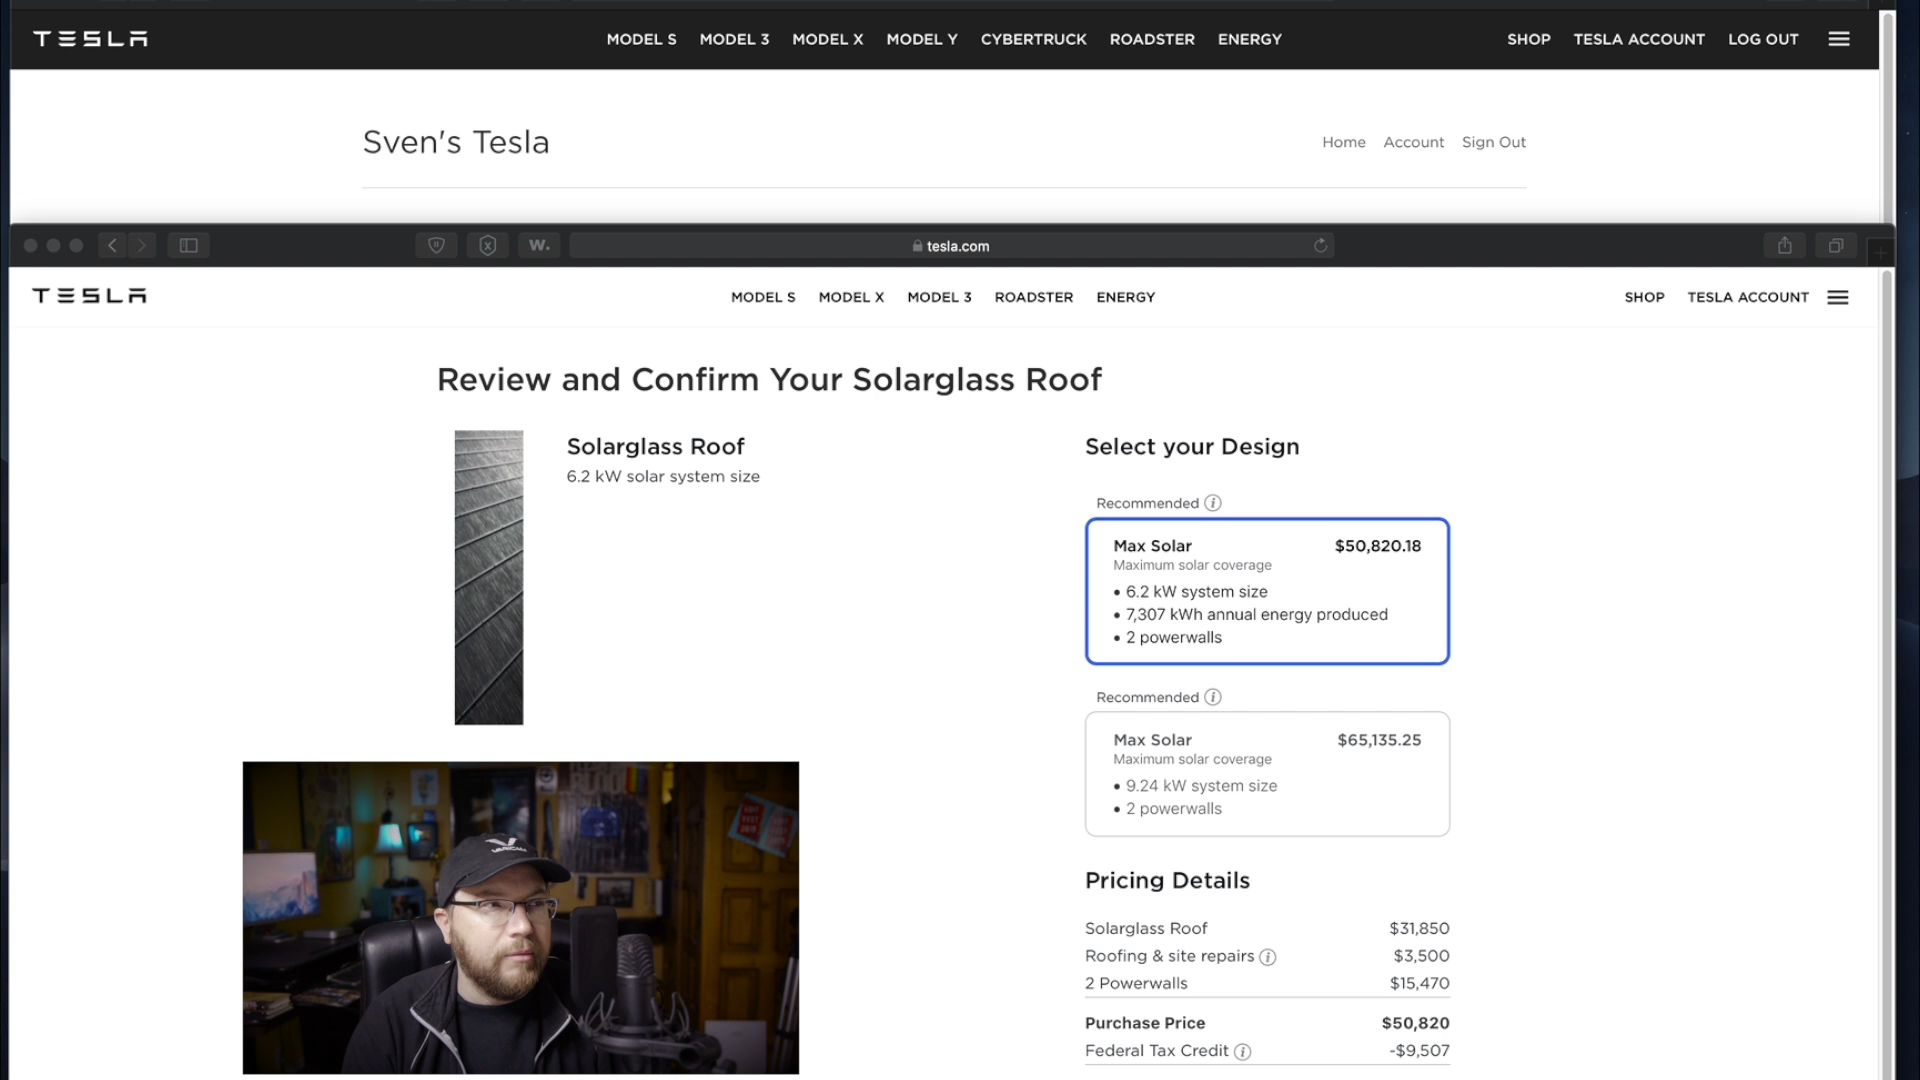 TESLA
MODEL S MODEL 3 MODEL X MODEL Y CYBERTRUCK ROADSTER ENERGY
SHOP TESLA ACCOUNT LOG OUT
Sven's Tesla
Home Account Sign Out
W.
tesla.com
TESLA
MODEL S MODEL X MODEL 3 ROADSTER ENERGY
SHOP TESLA ACCOUNT
Review and Confirm Your Solarglass Roof
Solarglass Roof
6.2 kW solar system size
Select your Design
Recommended
Max Solar $50,820.18
Maximum solar coverage
• 6.2 kW system size
• 7,307 kWh annual energy produced
• 2 powerwalls
Recommended
Max Solar $65,135.25
Maximum solar coverage
• 9.24 kW system size
• 2 powerwalls
Pricing Details
Solarglass Roof $31,850
Roofing & site repairs $3,500
2 Powerwalls $15,470
Purchase Price $50,820
Federal Tax Credit -$9,507